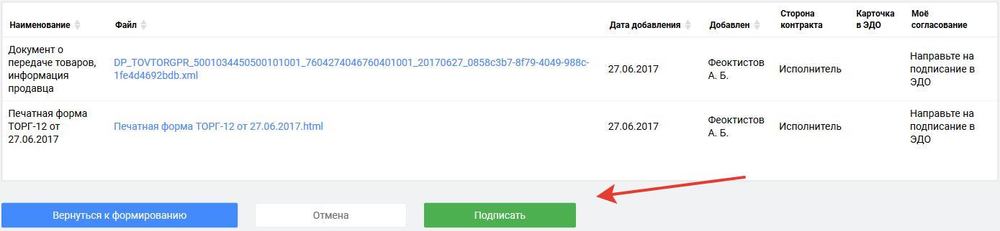 Наименование Файл Дата добавления Добавлен Сторона контракта Карточка в ЭДО Моё согласование
Документ о
передаче товаров,
информация
продавца
DP_TOVTORGPR_5001034450500101001_7604274046760401001_20170627_0858c3b7-8f79-4049-988c-
1fe4d4692bdb.xml
27.06.2017
Феоктистов
А. Б.
Исполнитель
Направьте на
подписание в
ЭДО
Печатная форма
ТОРГ-12 от
27.06.2017
Печатная форма ТОРГ-12 от 27.06.2017.html
27.06.2017
Феоктистов
А. Б.
Исполнитель
Направьте на
подписание в
ЭДО
Вернуться к формированию Отмена Подписать